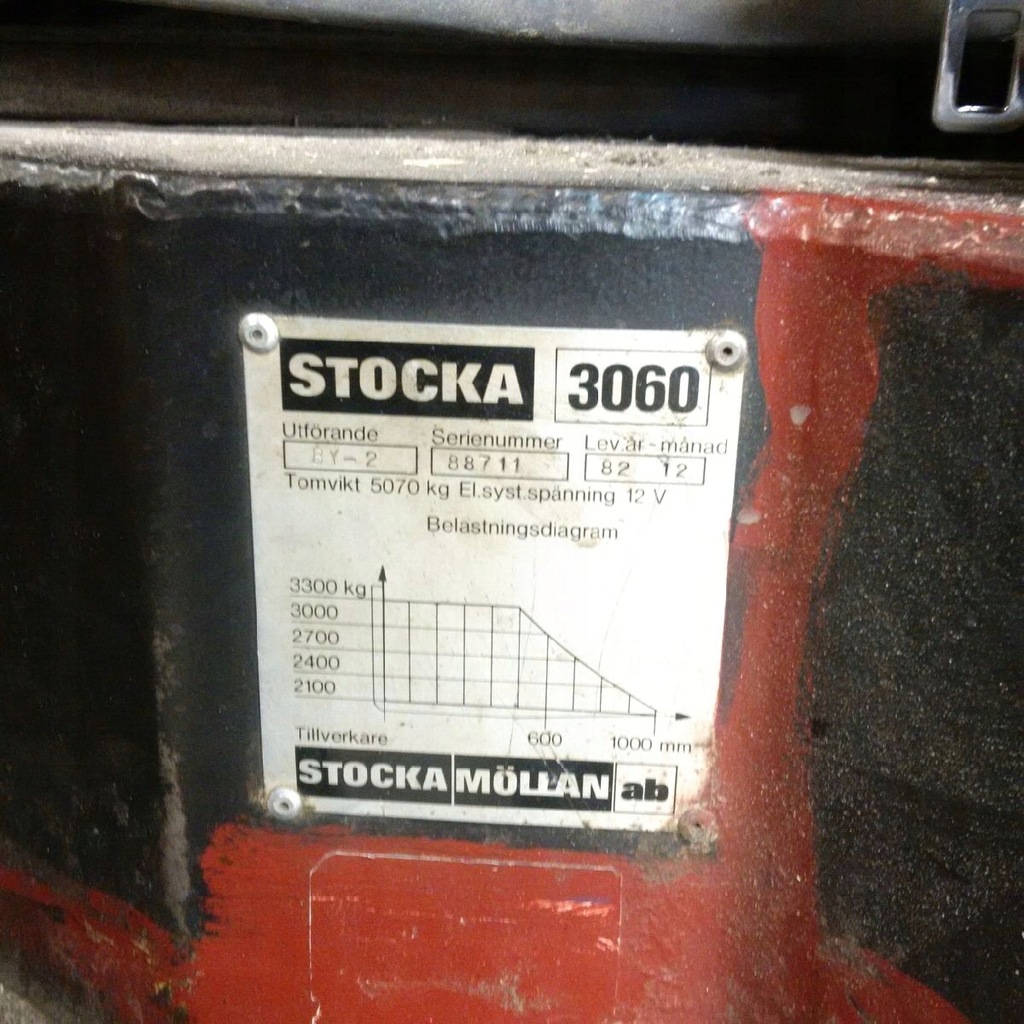 STOCKA 3060
Utförande Serienummer Lev.år-månad
BY-2 88711 82 12
Tomvikt 5070 kg El.syst.spänning 12 V
Belastningsdiagram
3300 kg
3000
2700
2400
2100
600 1000 mm
Tillverkare
STOCKA MÖLLAN ab